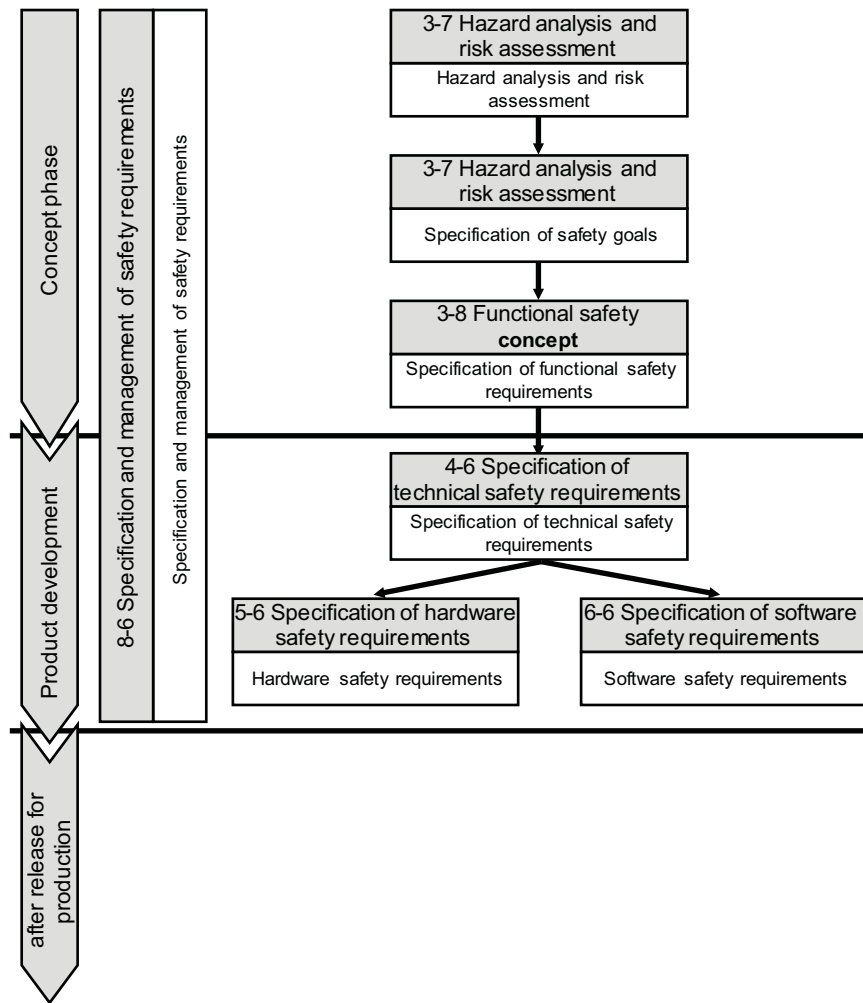 Concept phase
Product development
after release for
production
8-6 Specification and management of safety requirements
Specification and management of safety requirements
3-7 Hazard analysis and
risk assessment
Hazard analysis and risk
assessment
3-7 Hazard analysis and
risk assessment
Specification of safety goals
3-8 Functional safety
concept
Specification of functional safety
requirements
4-6 Specification of
technical safety requirements
Specification of technical safety
requirements
5-6 Specification of hardware
safety requirements
Hardware safety requirements
6-6 Specification of software
safety requirements
Software safety requirements